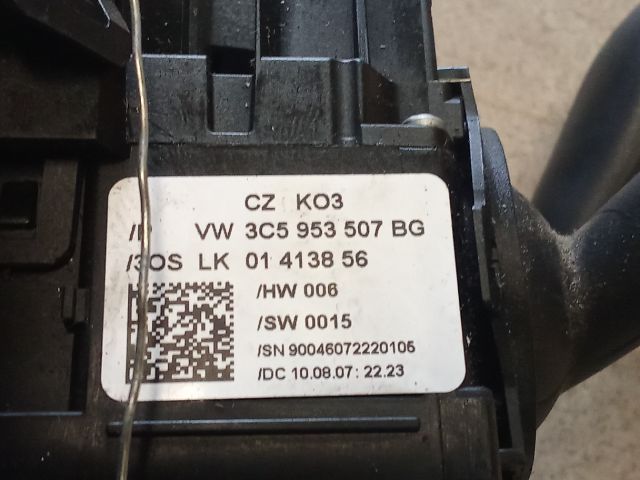 CZ KO3
VW 3C5 953 507 BG
/3OS LK 01 4138 56
/HW 006
/SW 0015
/SN 90046072220105
/DC 10.08.07: 22.23